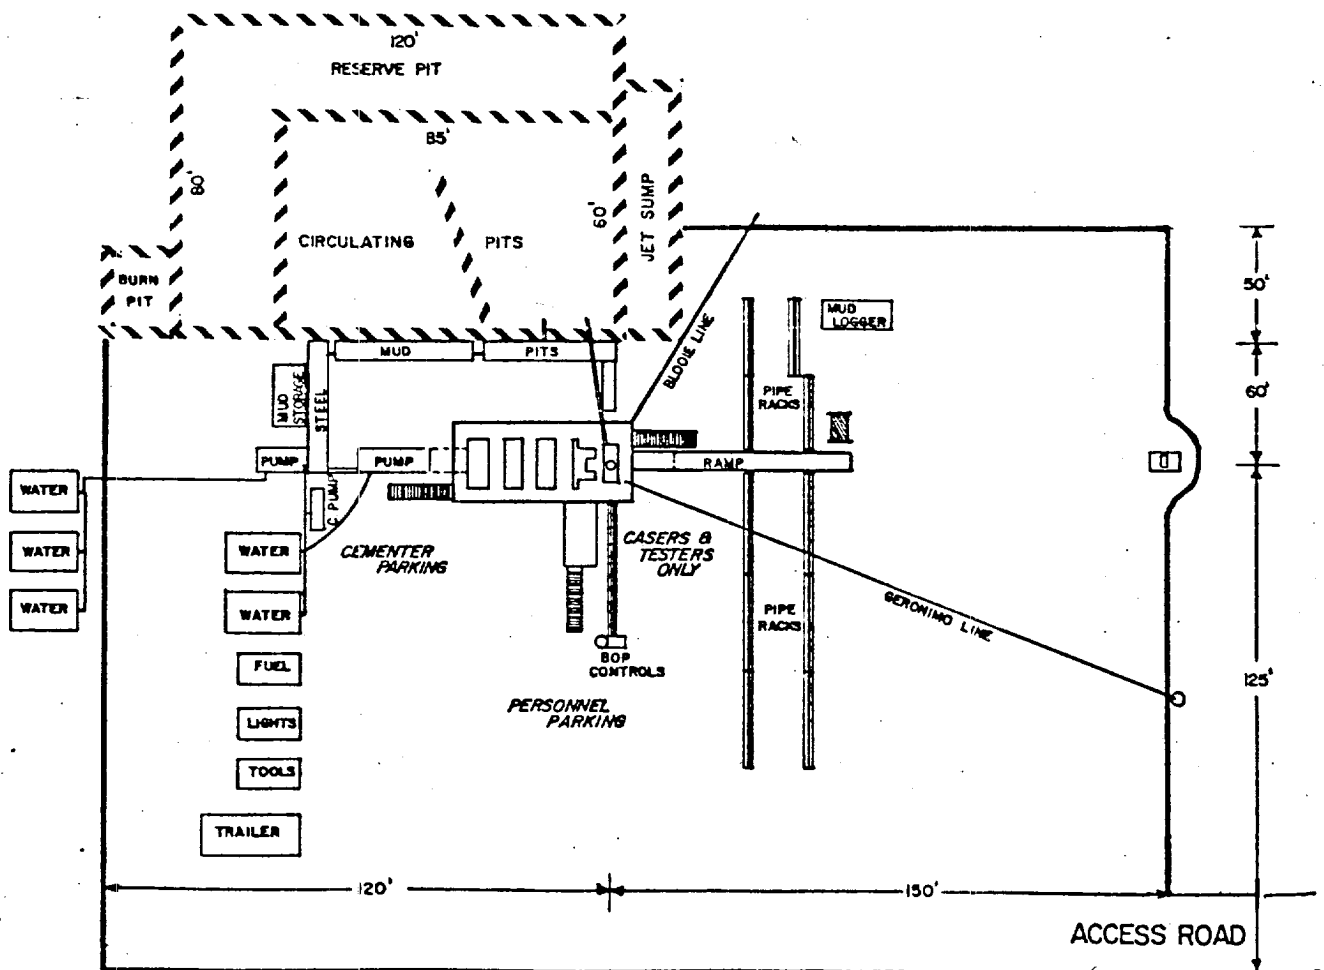 120'
RESERVE PIT
85'
80'
60'
CIRCULATING PITS
JET SUMP
BURN
PIT
BLOOIE LINE
MUD
LOGGER
50'
60'
MUD PITS
MUD
STORAGE
STEEL
PIPE
RACKS
PUMP
PUMP
RAMP
C PUMP
WATER
WATER
WATER
WATER
WATER
CEMENTER
PARKING
CASERS &
TESTERS
ONLY
GERONIMO LINE
PIPE
RACKS
BOP
CONTROLS
FUEL
LIGHTS
TOOLS
TRAILER
PERSONNEL
PARKING
125'
120'
150'
ACCESS ROAD